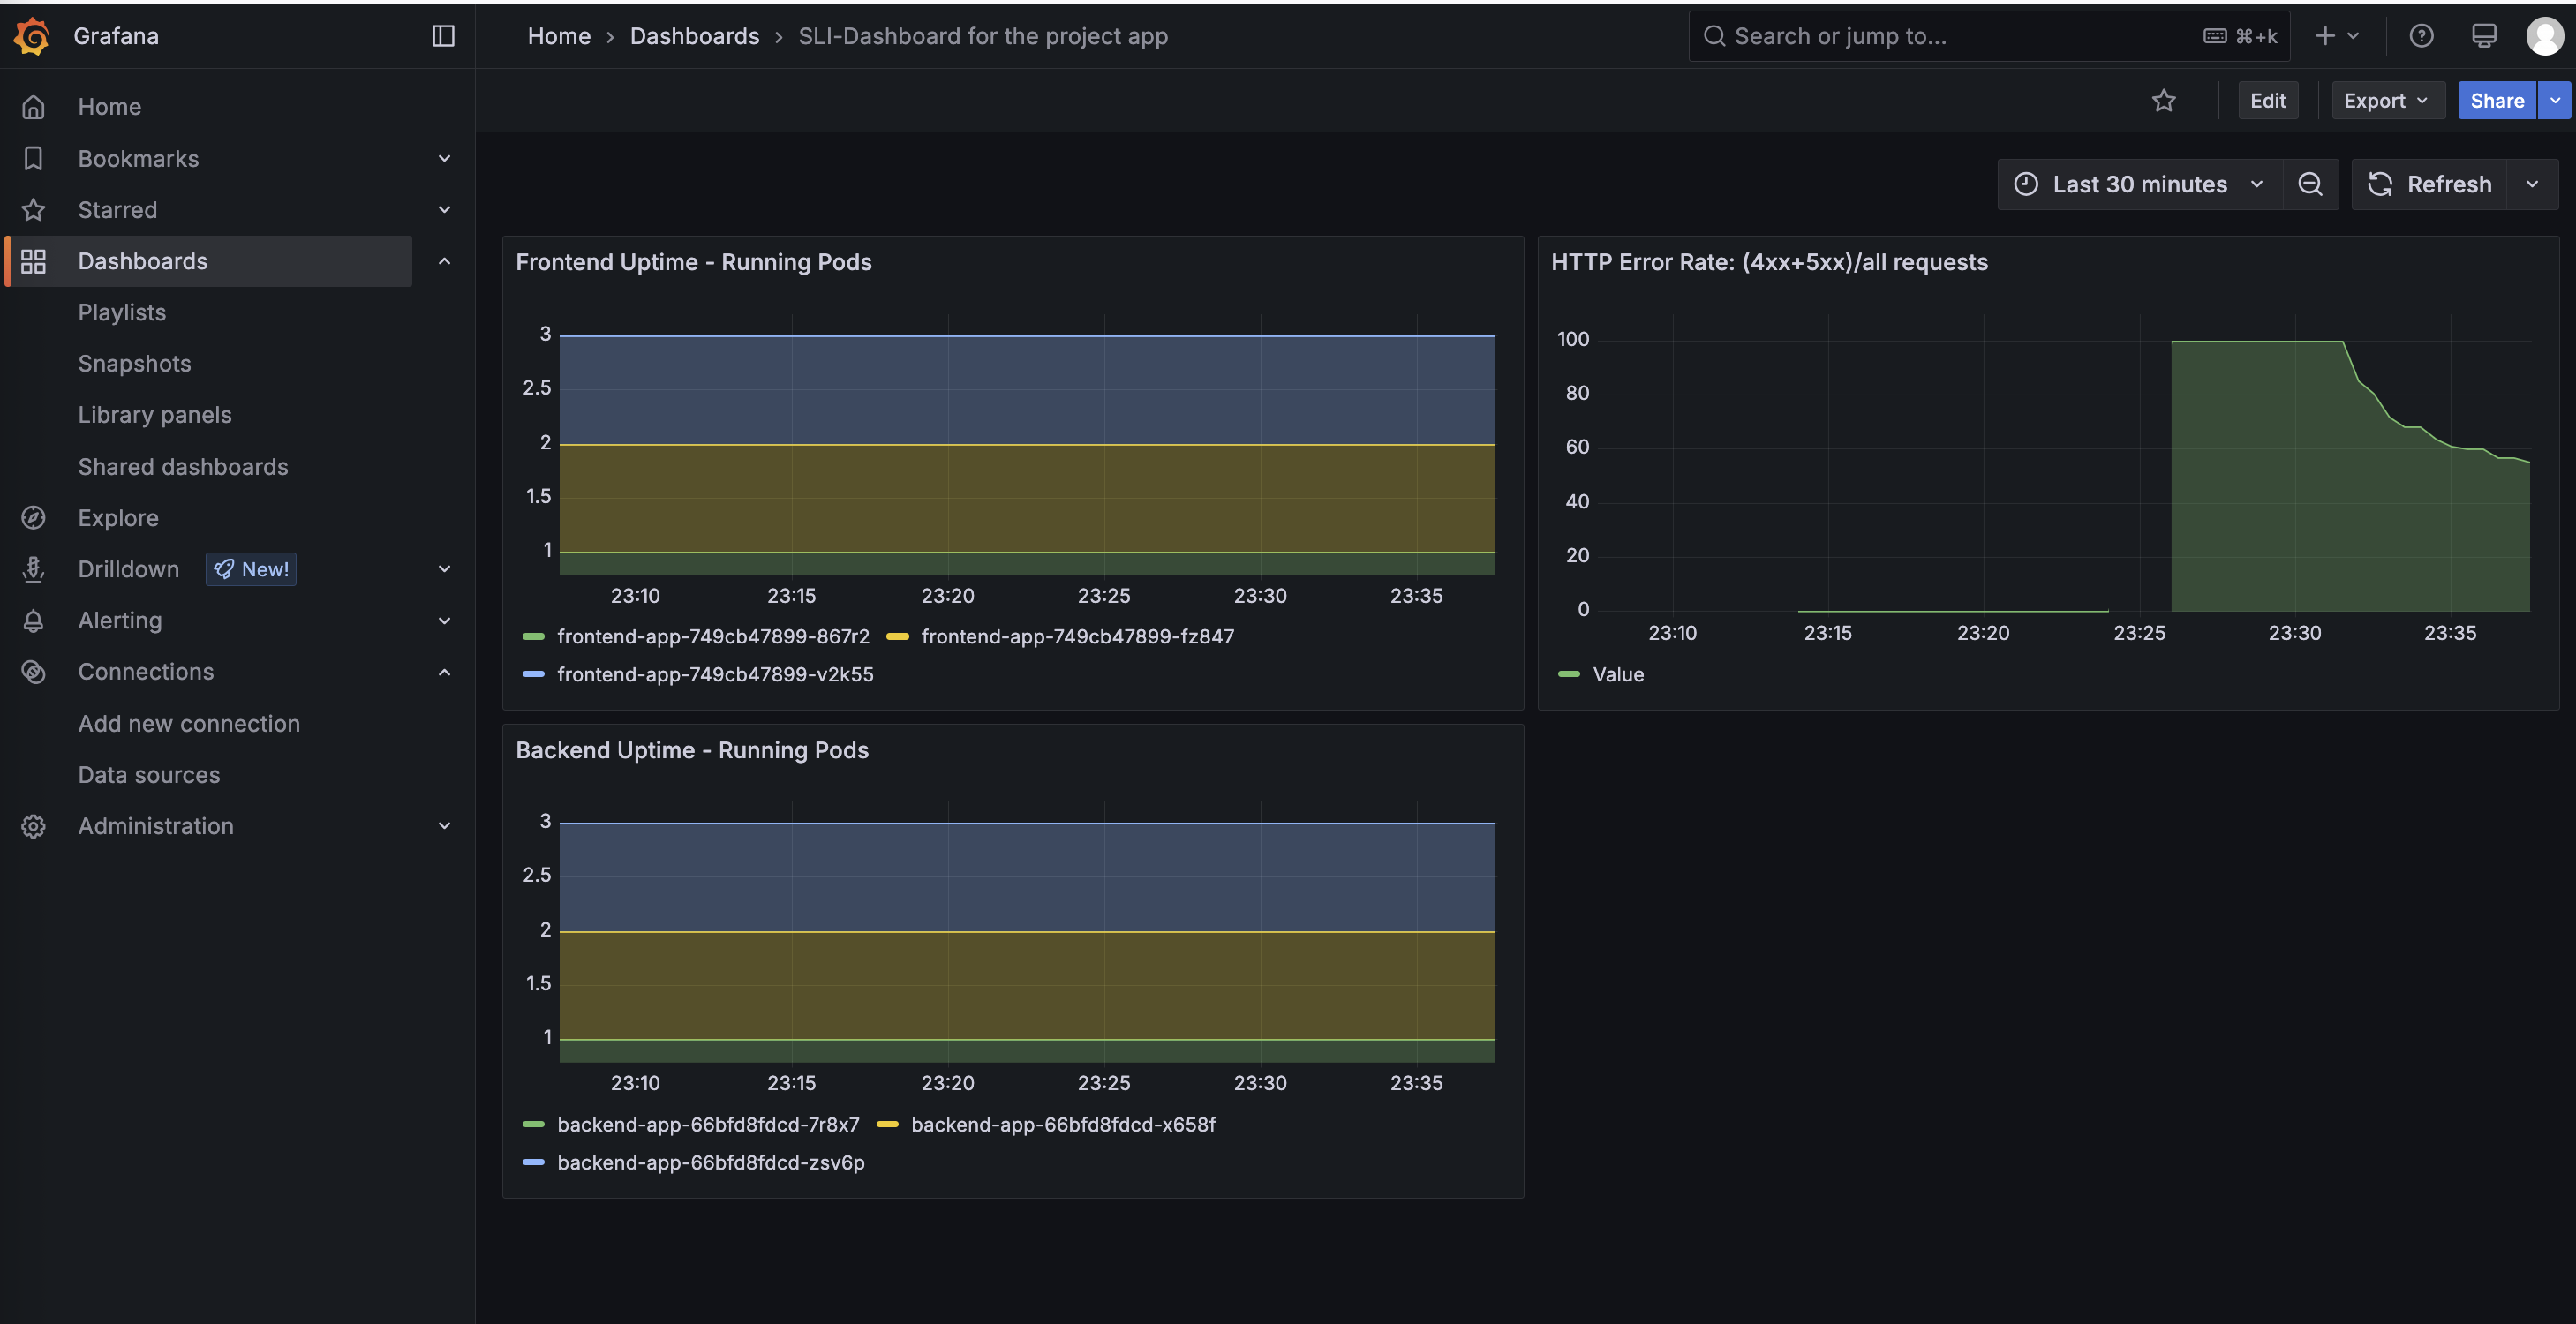 Grafana
Home › Dashboards › SLI-Dashboard for the project app
Search or jump to...
⌘+k
Edit
Export
Share
Home
Bookmarks
Starred
Dashboards
Playlists
Snapshots
Library panels
Shared dashboards
Explore
Drilldown New!
Alerting
Connections
Add new connection
Data sources
Administration
Last 30 minutes
Refresh
Frontend Uptime - Running Pods
3
2.5
2
1.5
1
23:10 23:15 23:20 23:25 23:30 23:35
frontend-app-749cb47899-867r2 frontend-app-749cb47899-fz847
frontend-app-749cb47899-v2k55
HTTP Error Rate: (4xx+5xx)/all requests
100
80
60
40
20
0
23:10 23:15 23:20 23:25 23:30 23:35
Value
Backend Uptime - Running Pods
3
2.5
2
1.5
1
23:10 23:15 23:20 23:25 23:30 23:35
backend-app-66bfd8fdcd-7r8x7 backend-app-66bfd8fdcd-x658f
backend-app-66bfd8fdcd-zsv6p